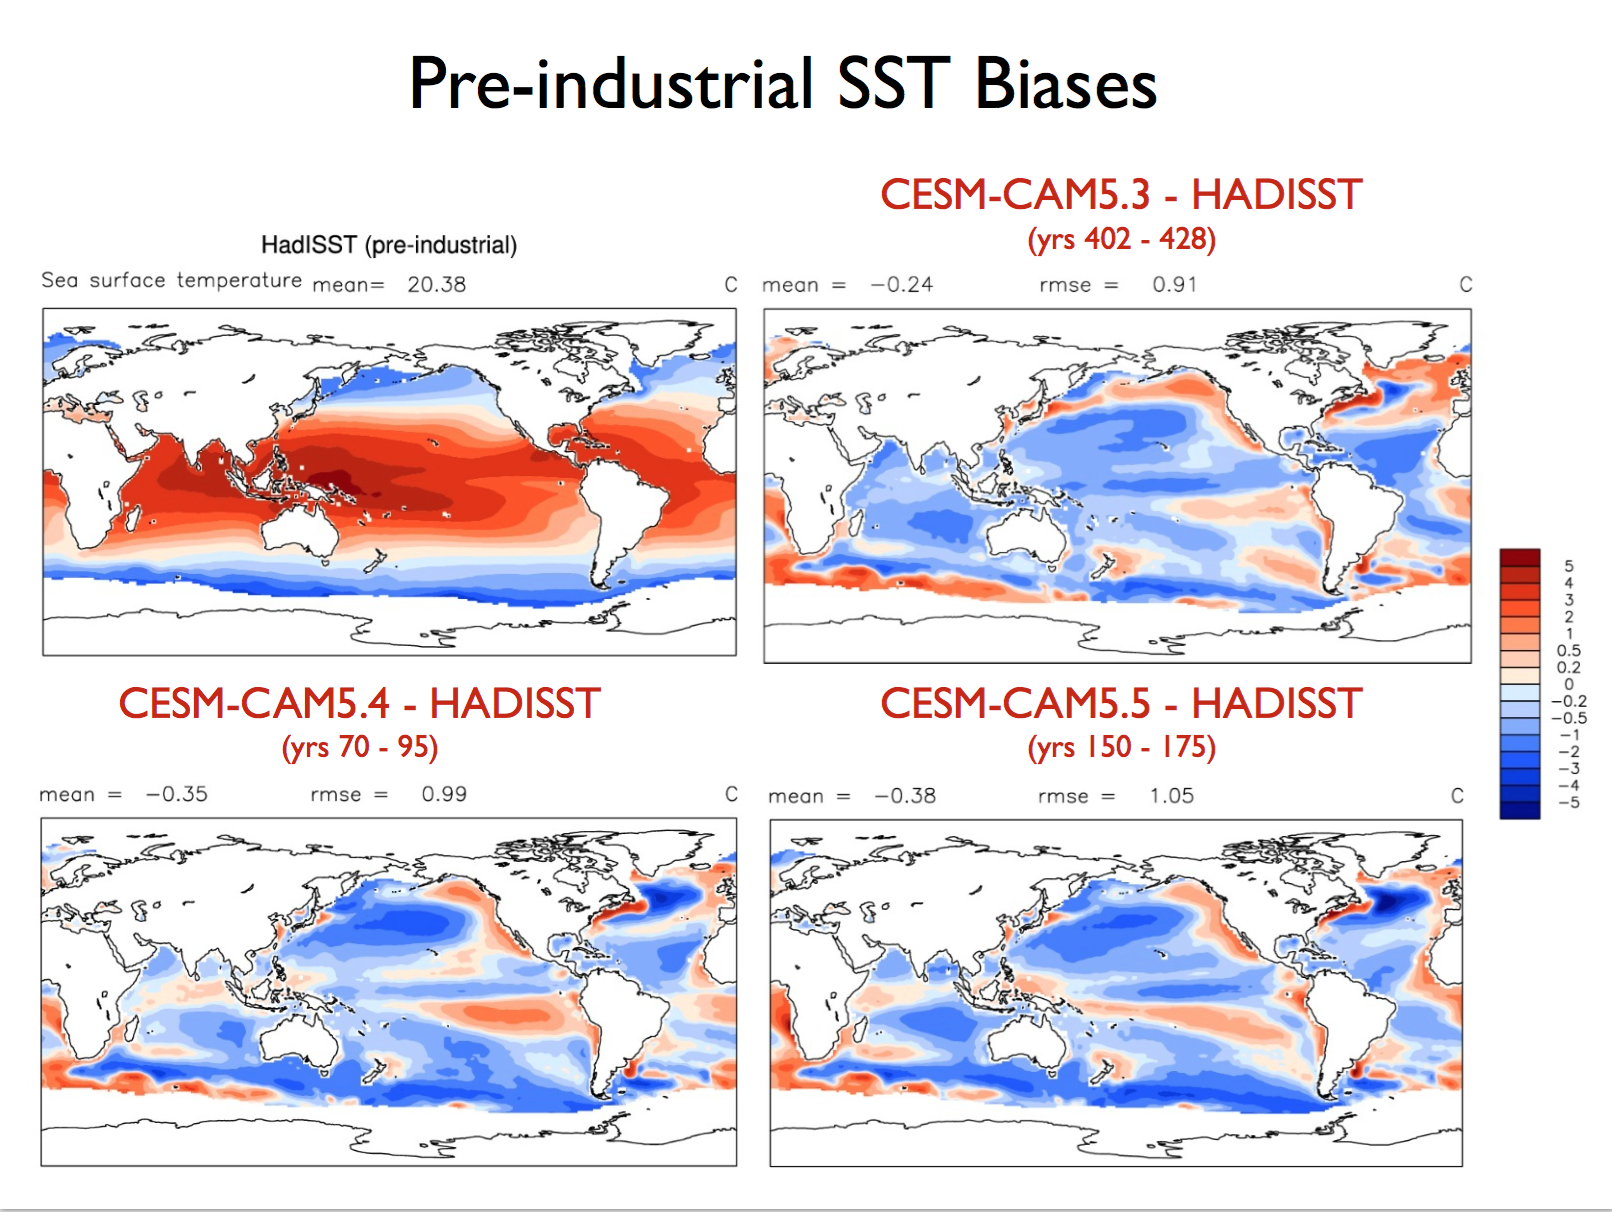 Pre-industrial SST Biases
CESM-CAM5.3 - HADISST
(yrs 402 - 428)
HadISST (pre-industrial)
Sea surface temperature mean= 20.38 C
mean = −0.24 rmse = 0.91 C
5
4
3
2
1
0.5
0.2
0
−0.2
−0.5
−1
−2
−3
−4
−5
CESM-CAM5.4 - HADISST
(yrs 70 - 95)
mean = −0.35 rmse = 0.99 C
CESM-CAM5.5 - HADISST
(yrs 150 - 175)
mean = −0.38 rmse = 1.05 C